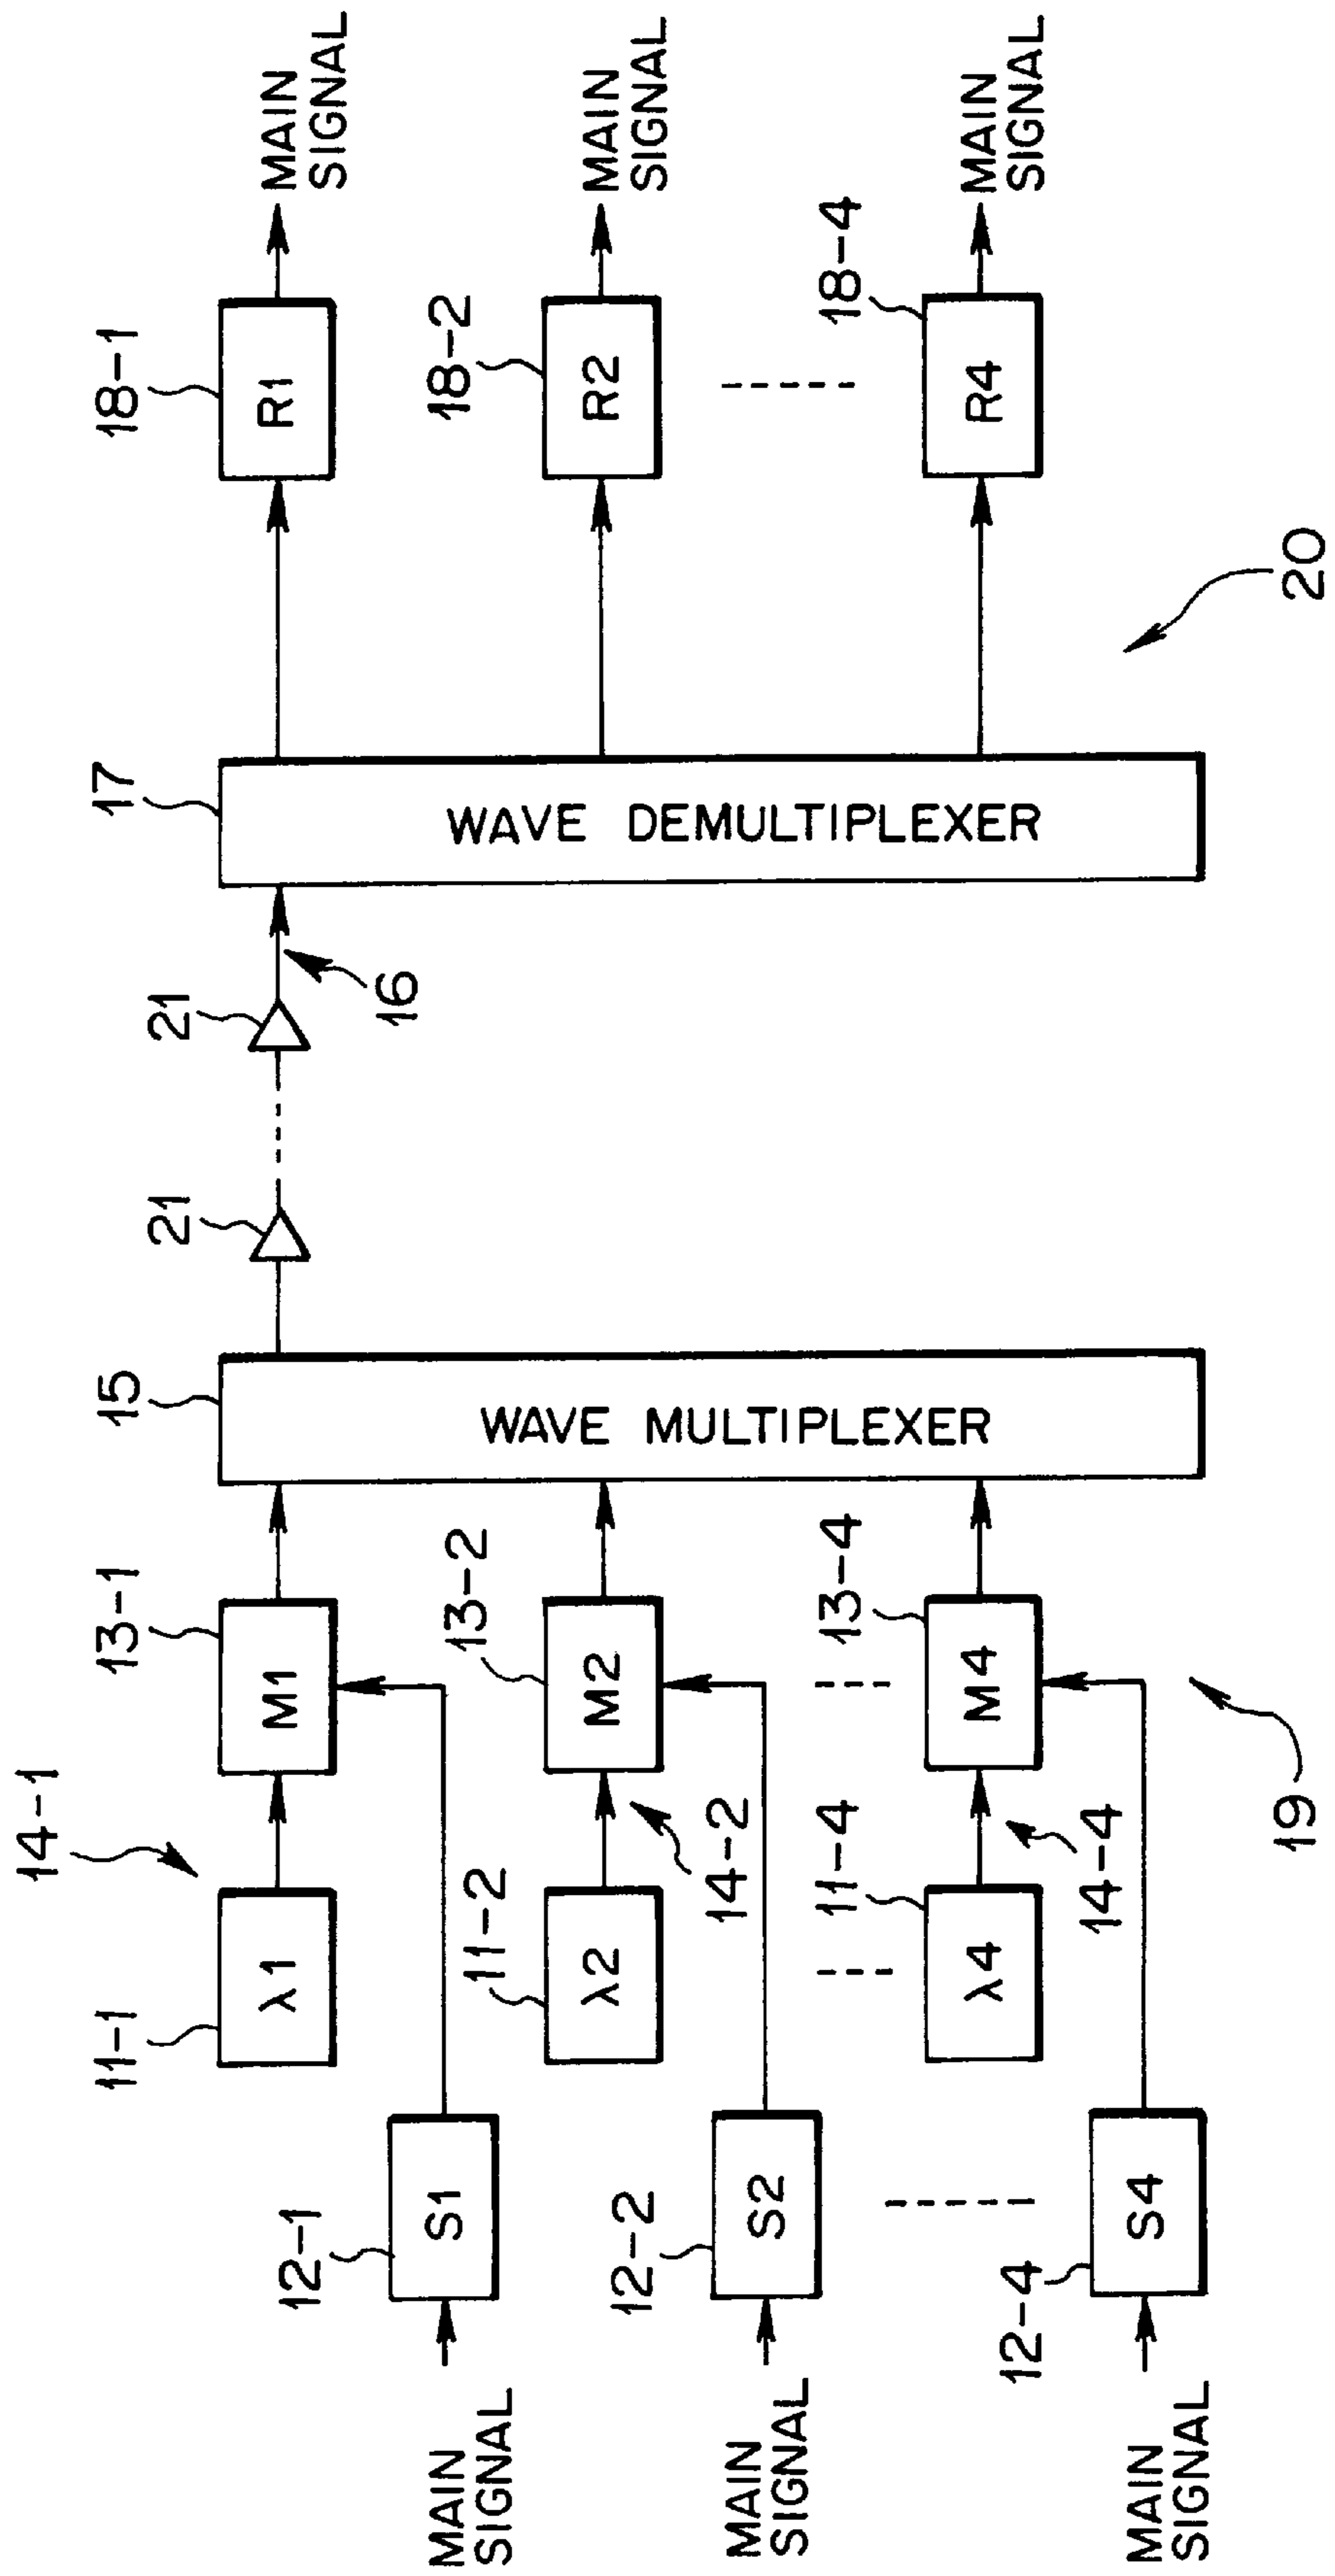 14-1
11-1
λ1
13-1
M1
15
21
21
16
17
18-1
R1
MAIN
SIGNAL
12-1
S1
MAIN
SIGNAL
11-2
λ2
14-2
13-2
M2
WAVE MULTIPLEXER
WAVE DEMULTIPLEXER
18-2
R2
MAIN
SIGNAL
12-2
S2
MAIN
SIGNAL
11-4
λ4
14-4
13-4
M4
18-4
R4
MAIN
SIGNAL
12-4
S4
MAIN
SIGNAL
19
20